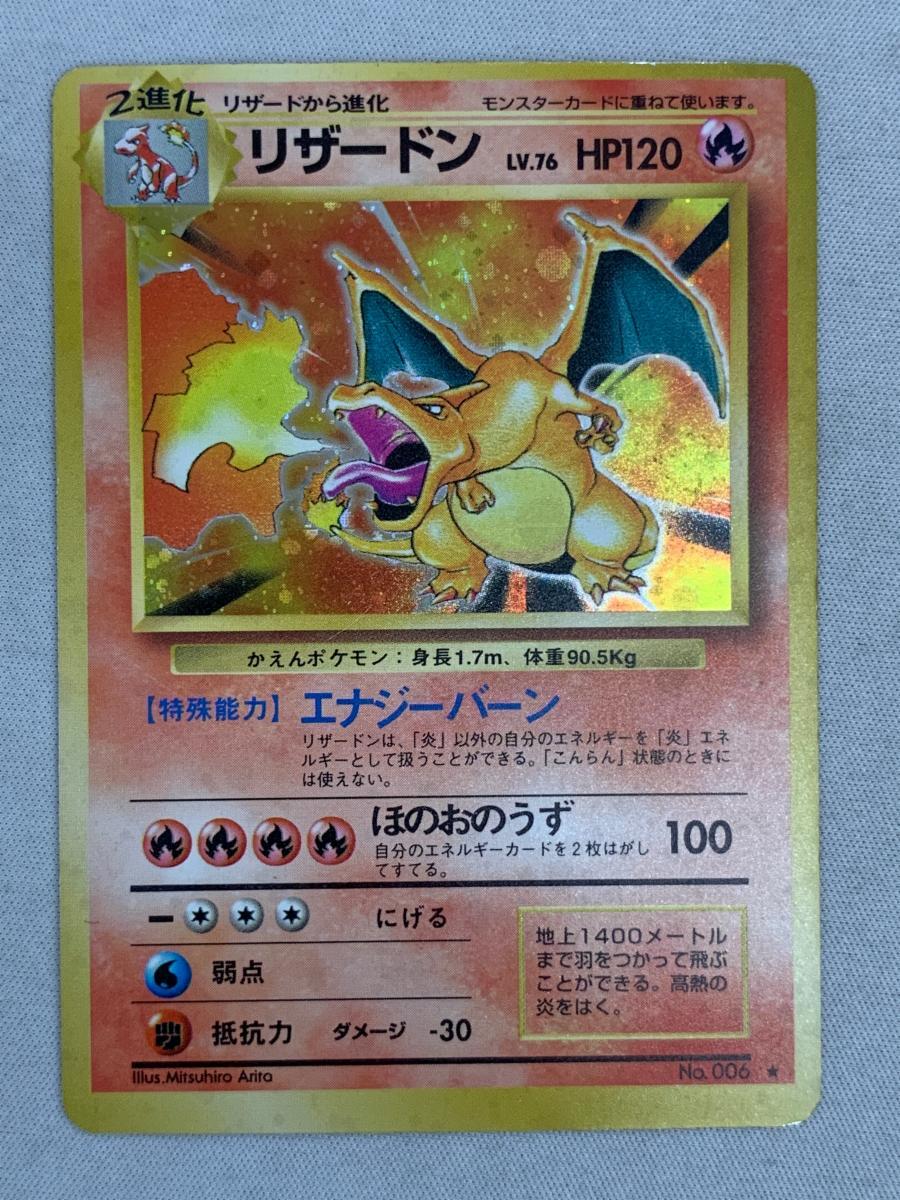 2進化 リザードから進化 モンスターカードに重ねて使います。
リザードン LV.76 HP120
かえんポケモン：身長1.7m、体重90.5Kg
【特殊能力】エナジーバーン
リザードンは、「炎」以外の自分のエネルギーを「炎」エネ
ルギーとして扱うことができる。「こんらん」状態のときに
は使えない。
ほのおのうず 100
自分のエネルギーカードを2枚はがし
てすてる。
− にげる
弱点
抵抗力 ダメージ -30
地上1400メートル
まで羽をつかって飛ぶ
ことができる。高熱の
炎をはく。
Illus.Mitsuhiro Arita No.006 ★